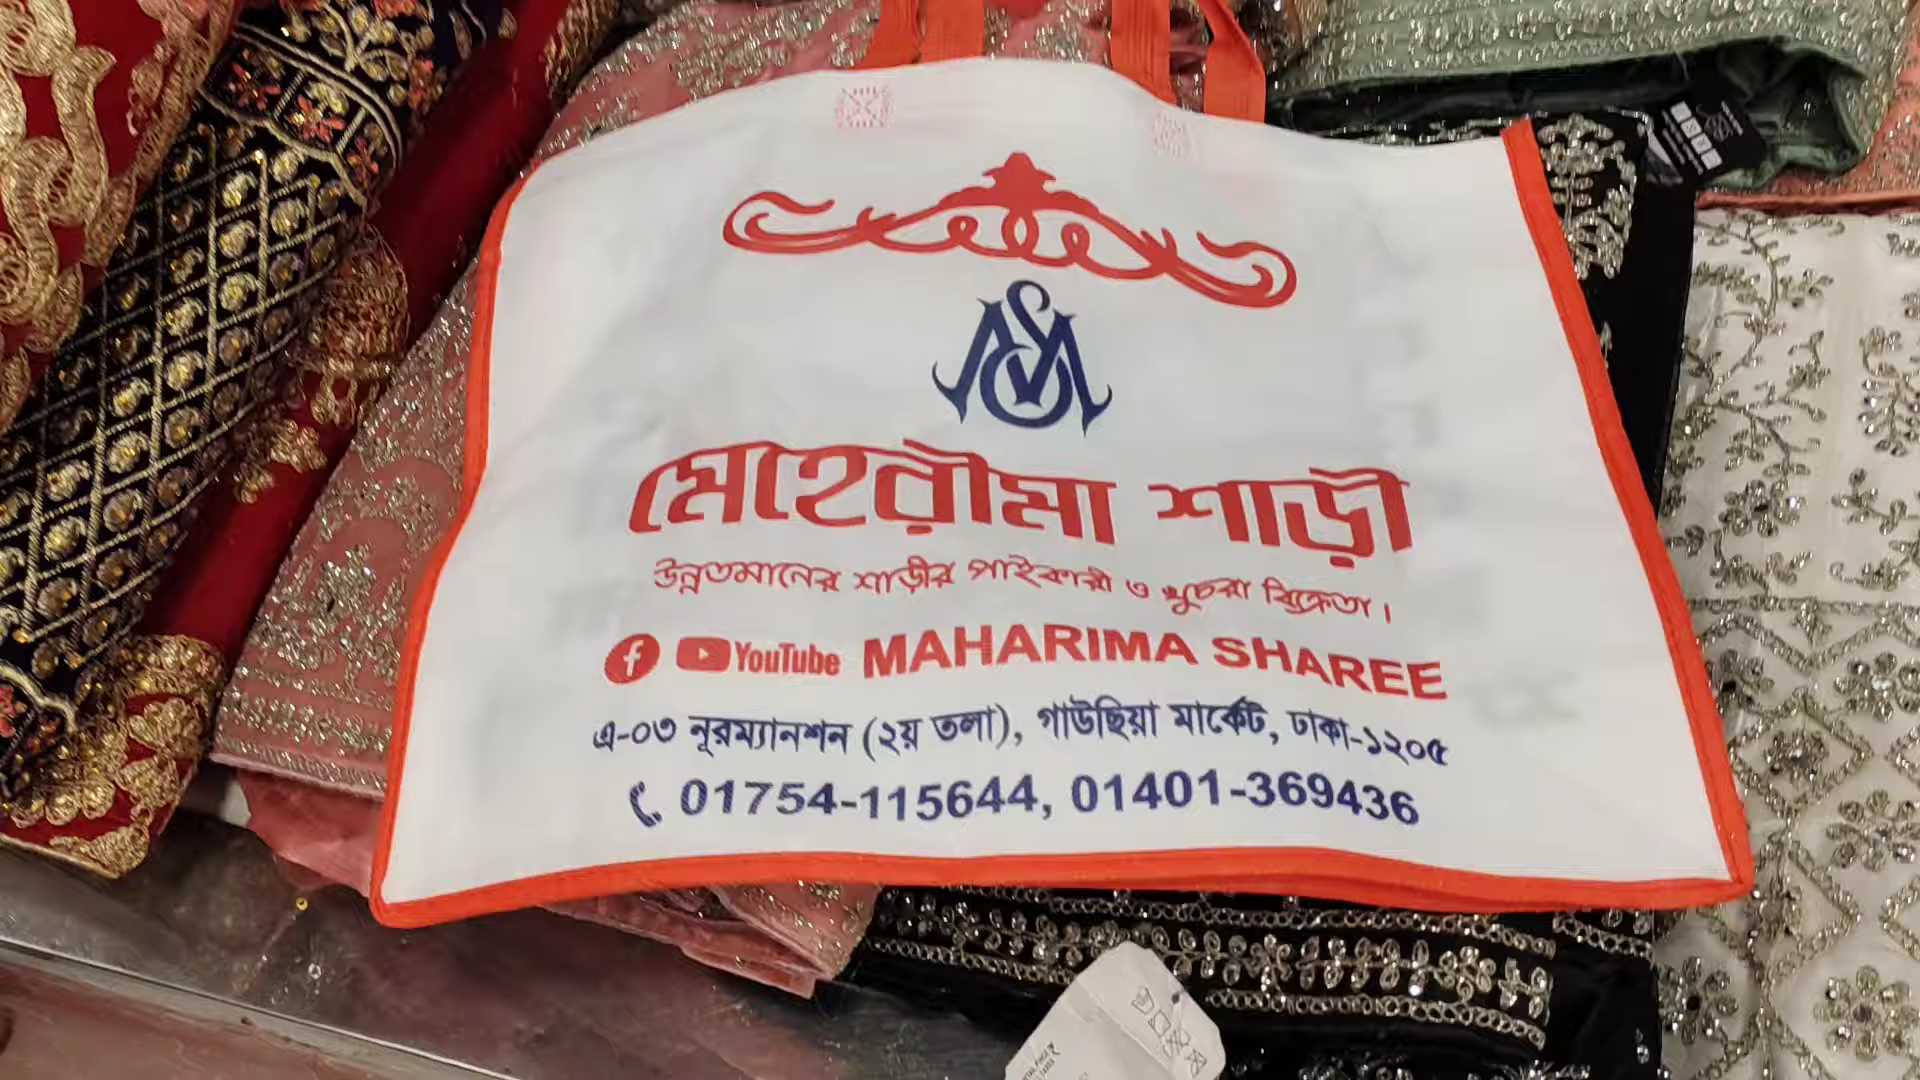 মেহেরীমা শাড়ী
উন্নতমানের শাড়ীর পাইকারী ও খুচরা বিক্রেতা।
YouTube MAHARIMA SHAREE
এ-০৩ নূরম্যানশন (২য় তলা), গাউছিয়া মার্কেট, ঢাকা-১২০৫
01754-115644, 01401-369436